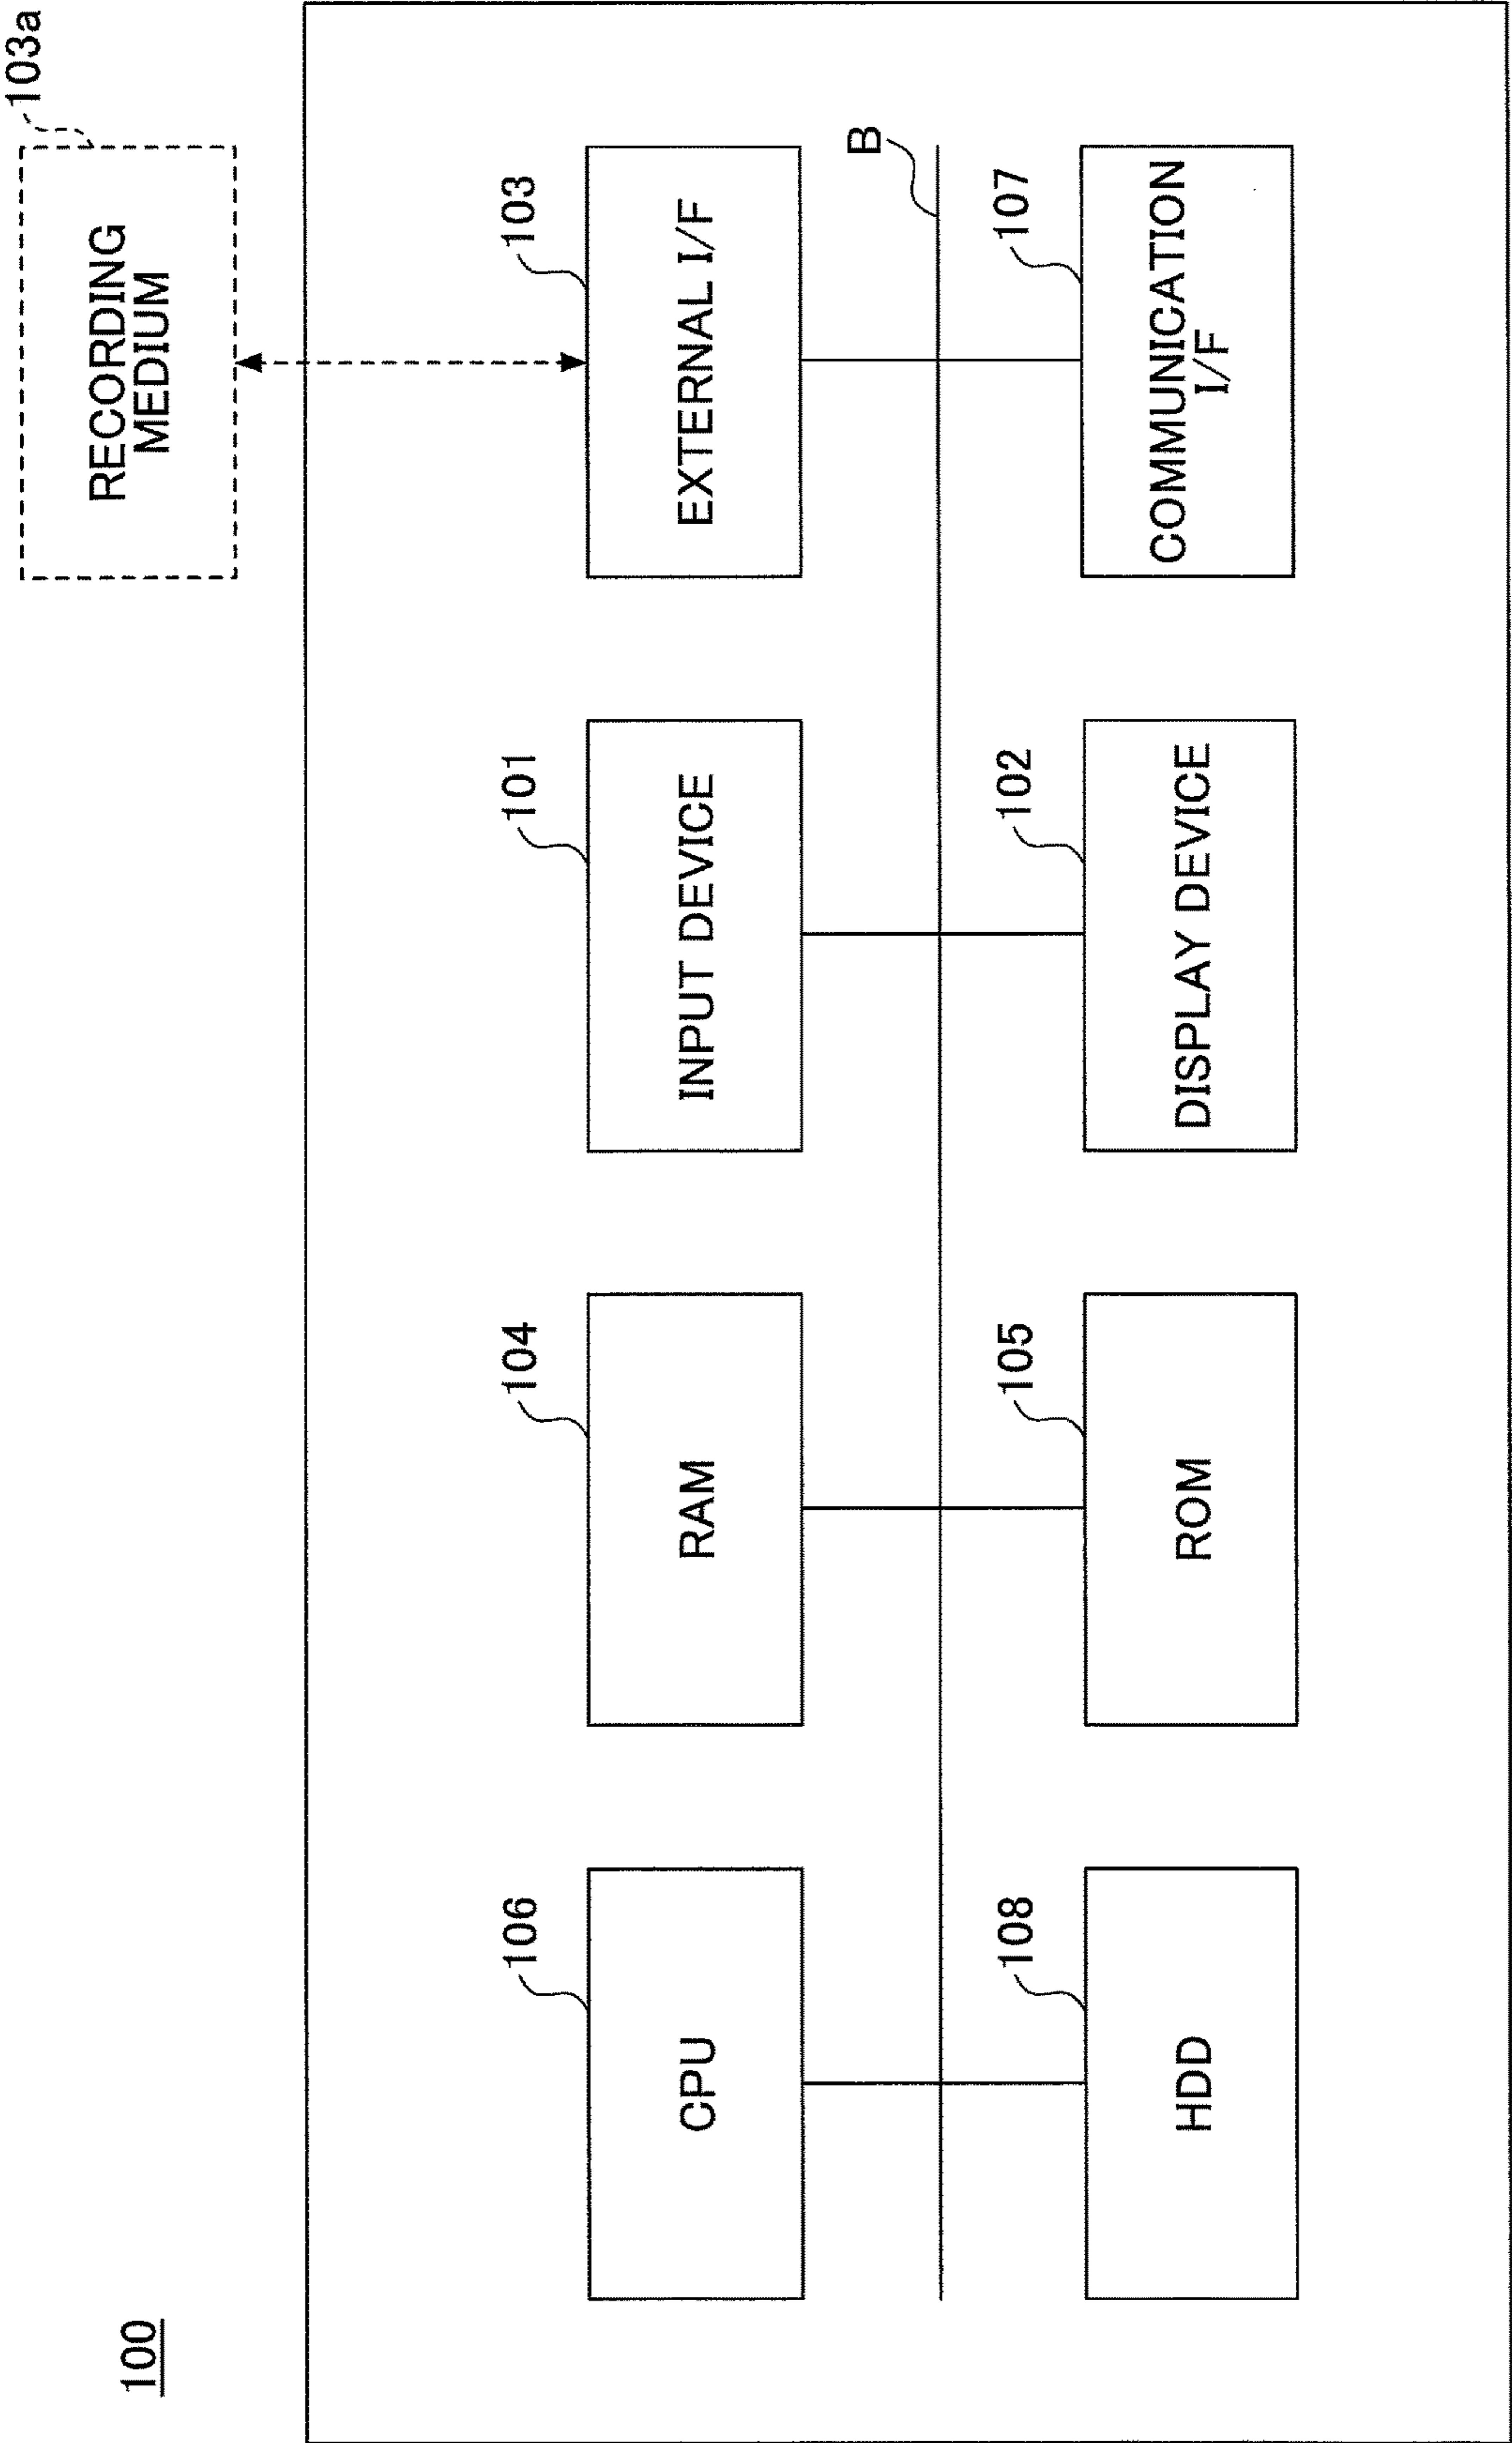 100
103a
RECORDING
MEDIUM
106
CPU
104
RAM
101
INPUT DEVICE
103
EXTERNAL I/F
B
108
HDD
105
ROM
102
DISPLAY DEVICE
107
COMMUNICATION
I/F